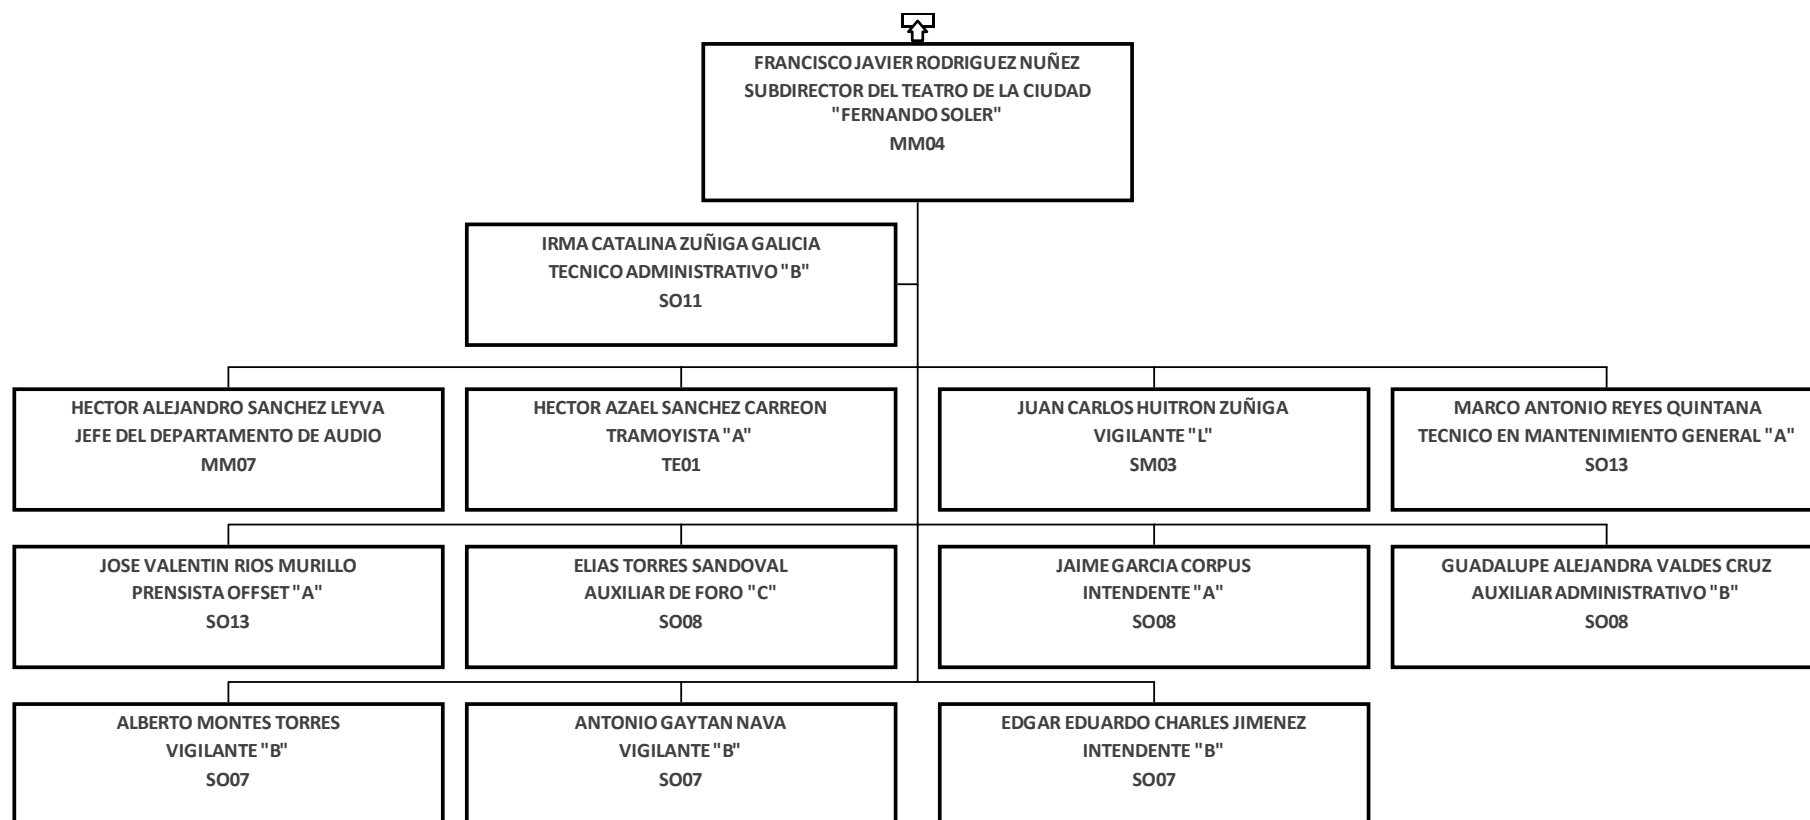 FRANCISCO JAVIER RODRIGUEZ NUÑEZ
SUBDIRECTOR DEL TEATRO DE LA CIUDAD
"FERNANDO SOLER"
MM04
IRMA CATALINA ZUÑIGA GALICIA
TECNICO ADMINISTRATIVO "B"
SO11
HECTOR ALEJANDRO SANCHEZ LEYVA
JEFE DEL DEPARTAMENTO DE AUDIO
MM07
HECTOR AZAEL SANCHEZ CARREON
TRAMOYISTA "A"
TE01
JUAN CARLOS HUITRON ZUÑIGA
VIGILANTE "L"
SM03
MARCO ANTONIO REYES QUINTANA
TECNICO EN MANTENIMIENTO GENERAL "A"
SO13
JOSE VALENTIN RIOS MURILLO
PRENSISTA OFFSET "A"
SO13
ELIAS TORRES SANDOVAL
AUXILIAR DE FORO "C"
SO08
JAIME GARCIA CORPUS
INTENDENTE "A"
SO08
GUADALUPE ALEJANDRA VALDES CRUZ
AUXILIAR ADMINISTRATIVO "B"
SO08
ALBERTO MONTES TORRES
VIGILANTE "B"
SO07
ANTONIO GAYTAN NAVA
VIGILANTE "B"
SO07
EDGAR EDUARDO CHARLES JIMENEZ
INTENDENTE "B"
SO07